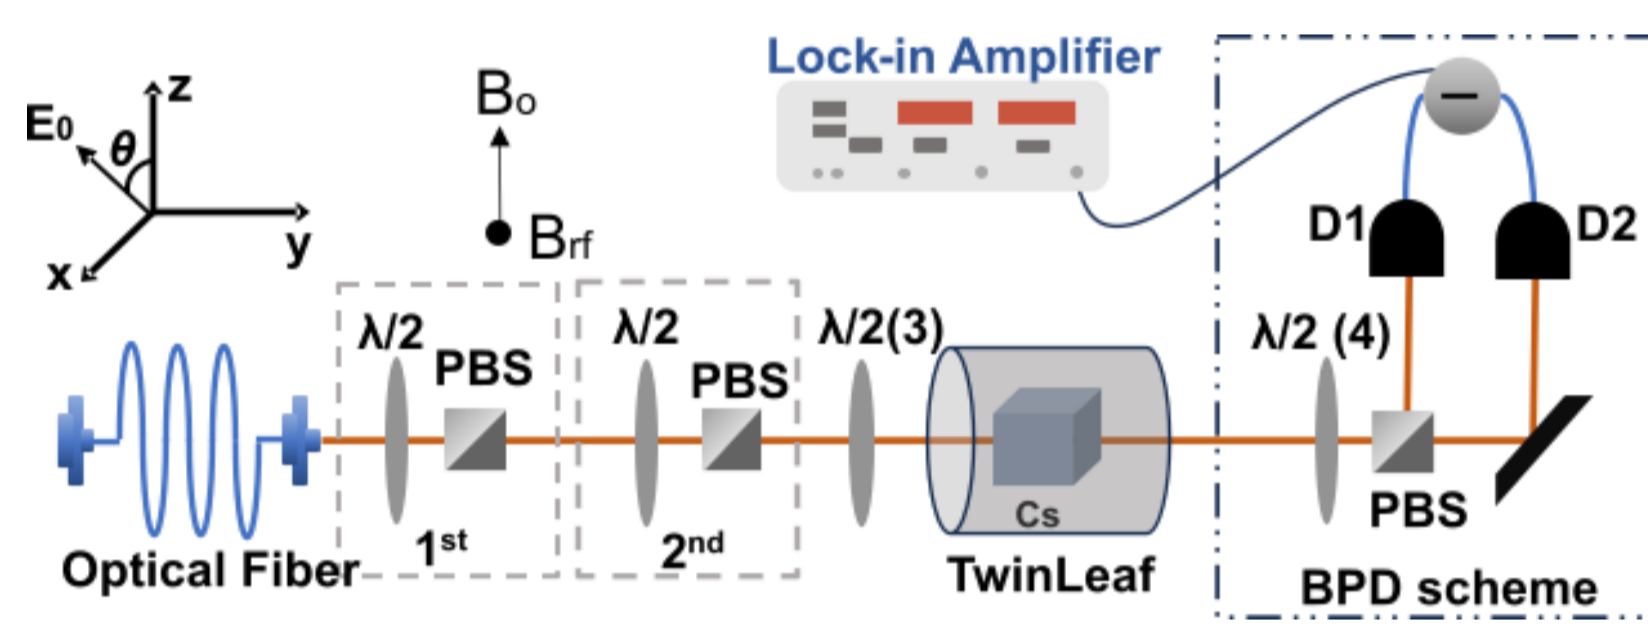 Lock-in Amplifier
z
E₀
θ
y
x
Bo
Brf
D1
D2
λ/2
PBS
1st
λ/2
PBS
2nd
λ/2(3)
Cs
TwinLeaf
λ/2 (4)
PBS
BPD scheme
Optical Fiber
−